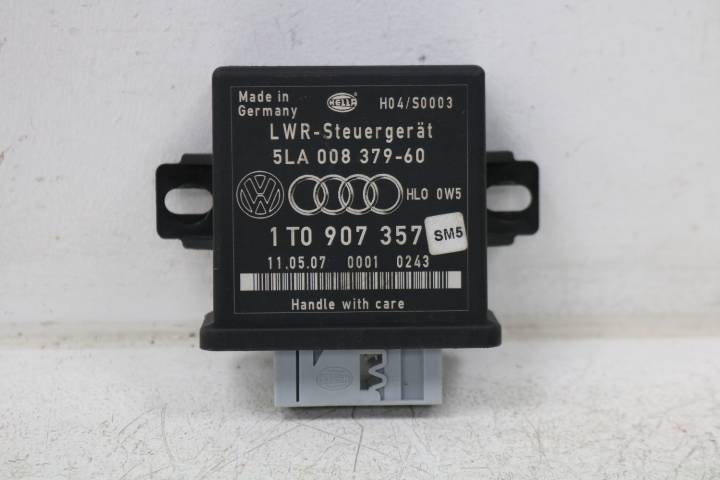 Made in
Germany
HELLA
H04/S0003
LWR-Steuergerät
5LA 008 379-60
HLO 0W5
1T0 907 357
SM5
11.05.07 0001 0243
Handle with care